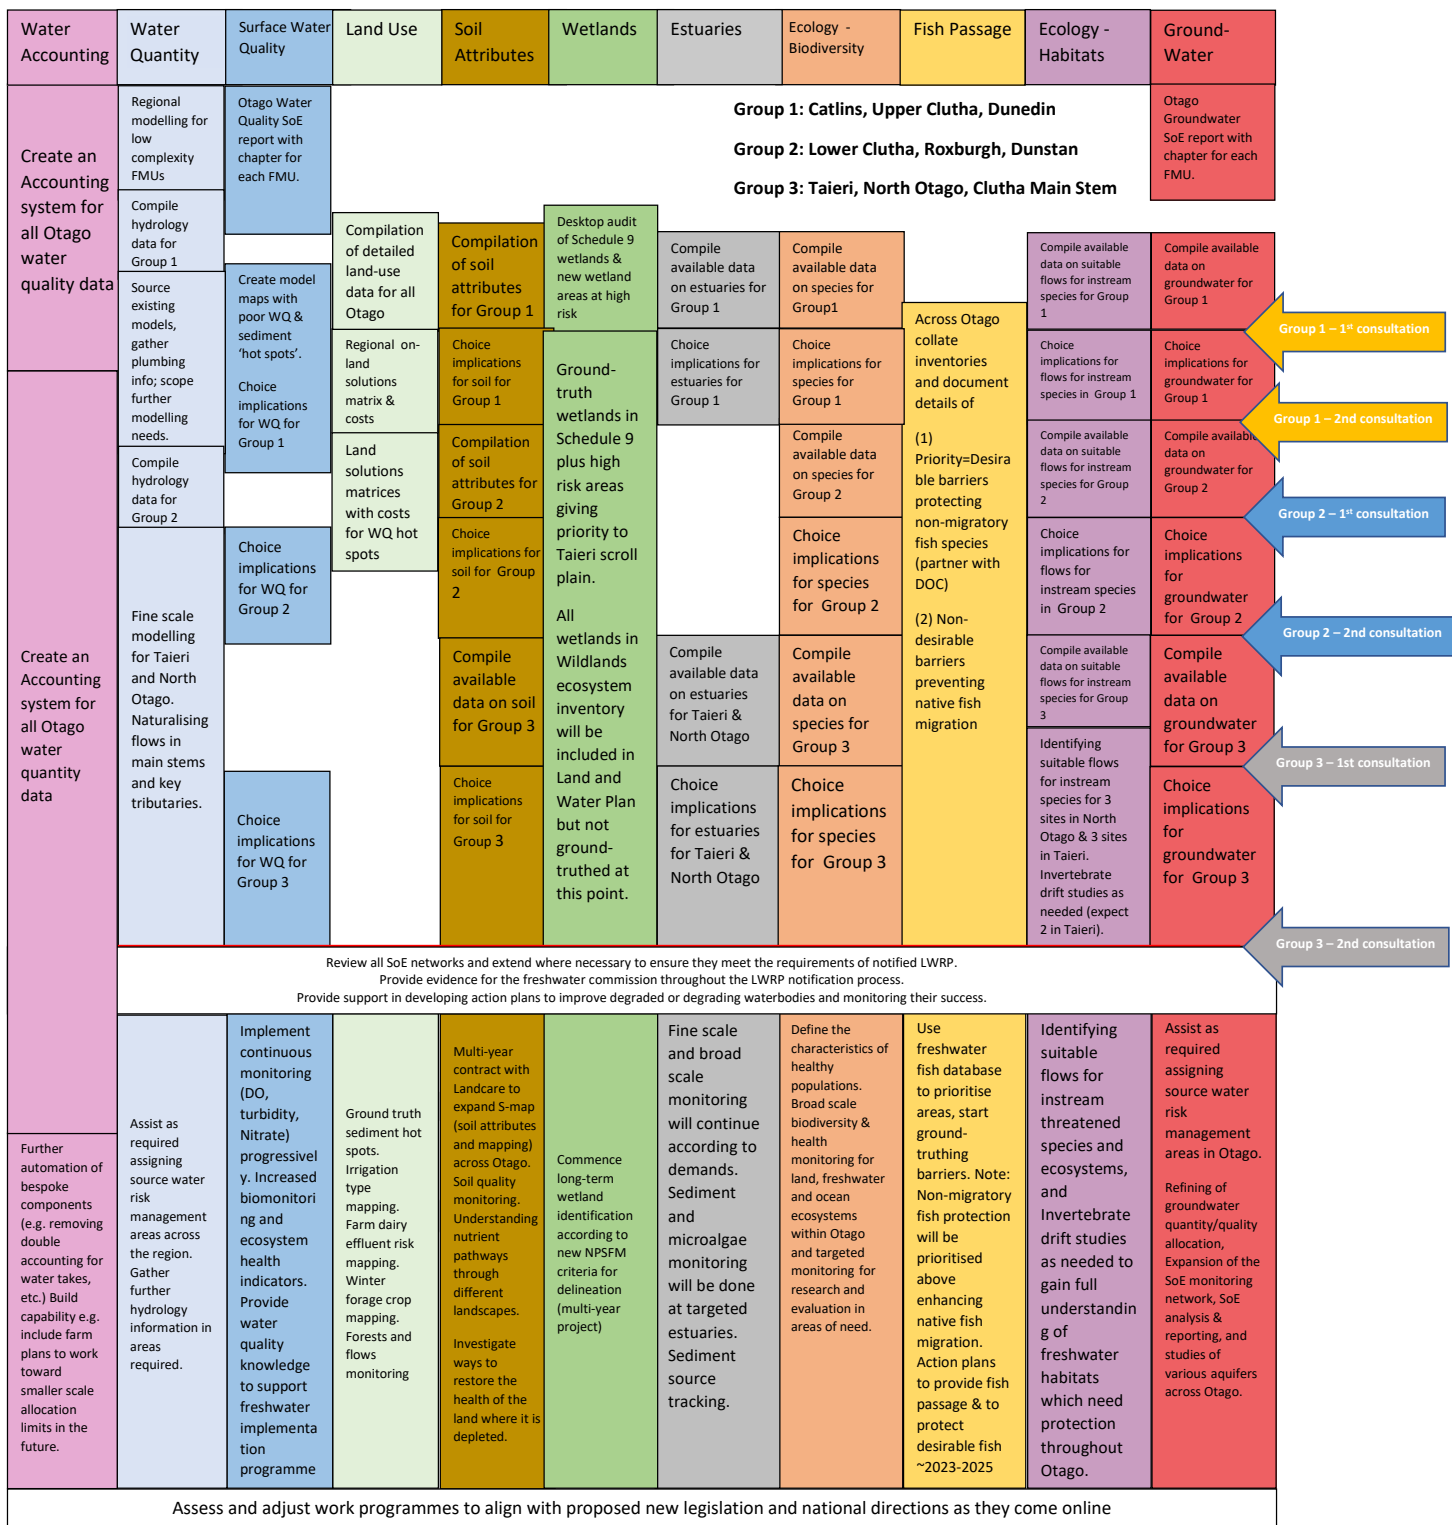 Water
Accounting
Water
Quantity
Surface Water
Quality
Land Use
Soil
Attributes
Wetlands
Estuaries
Ecology -
Biodiversity
Fish Passage
Ecology -
Habitats
Ground-
Water
Group 1: Catlins, Upper Clutha, Dunedin
Group 2: Lower Clutha, Roxburgh, Dunstan
Group 3: Taieri, North Otago, Clutha Main Stem
Create an
Accounting
system for
all Otago
water
quality data
Create an
Accounting
system for
all Otago
water
quantity
data
Further
automation of
bespoke
components
(e.g. removing
double
accounting for
water takes,
etc.) Build
capability e.g.
include farm
plans to work
toward
smaller scale
allocation
limits in the
future.
Regional
modelling for
low
complexity
FMUs
Compile
hydrology
data for
Group 1
Source
existing
models,
gather
plumbing
info; scope
further
modelling
needs.
Compile
hydrology
data for
Group 2
Fine scale
modelling
for Taieri
and North
Otago.
Naturalising
flows in
main stems
and key
tributaries.
Otago Water
Quality SoE
report with
chapter for
each FMU.
Create model
maps with
poor WQ &
sediment
‘hot spots’.
Choice
implications
for WQ for
Group 1
Choice
implications
for WQ for
Group 2
Choice
implications
for WQ for
Group 3
Compilation
of detailed
land-use
data for all
Otago
Regional on-
land
solutions
matrix &
costs
Land
solutions
matrices
with costs
for WQ hot
spots
Compilation
of soil
attributes
for Group 1
Choice
implications
for soil for
Group 1
Compilation
of soil
attributes for
Group 2
Choice
implications for
soil for Group
2
Compile
available
data on soil
for Group 3
Choice
implications
for soil for
Group 3
Desktop audit
of Schedule 9
wetlands &
new wetland
areas at high
risk
Ground-
truth
wetlands in
Schedule 9
plus high
risk areas
giving
priority to
Taieri scroll
plain.
All
wetlands in
Wildlands
ecosystem
inventory
will be
included in
Land and
Water Plan
but not
ground-
truthed at
this point.
Compile
available data
on estuaries for
Group 1
Choice
implications for
estuaries for
Group 1
Compile
available data
on estuaries
for Taieri &
North Otago
Choice
implications
for estuaries
for Taieri &
North Otago
Compile
available data
on species for
Group1
Choice
implications for
species for
Group 1
Compile
available data
on species for
Group 2
Choice
implications
for species
for Group 2
Compile
available
data on
species for
Group 3
Choice
implications
for species
for Group 3
Across Otago
collate
inventories
and document
details of
(1)
Priority=Desira
ble barriers
protecting
non-migratory
fish species
(partner with
DOC)
(2) Non-
desirable
barriers
preventing
native fish
migration
Compile available
data on suitable
flows for instream
species for Group
1
Choice
implications for
flows for instream
species in Group 1
Compile available
data on suitable
flows for instream
species for Group
2
Choice
implications for
flows for
instream species
in Group 2
Compile available
data on suitable
flows for instream
species for Group
3
Identifying
suitable flows
for instream
species for 3
sites in North
Otago & 3 sites
in Taieri.
Invertebrate
drift studies as
needed (expect
2 in Taieri).
Otago
Groundwater
SoE report with
chapter for each
FMU.
Compile available
data on
groundwater for
Group 1
Choice
implications for
groundwater for
Group 1
Compile available
data on
groundwater for
Group 2
Choice
implications
for
groundwater
for Group 2
Compile
available
data on
groundwater
for Group 3
Choice
implications
for
groundwater
for Group 3
Group 1 – 1st consultation
Group 1 – 2nd consultation
Group 2 – 1st consultation
Group 2 – 2nd consultation
Group 3 – 1st consultation
Group 3 – 2nd consultation
Review all SoE networks and extend where necessary to ensure they meet the requirements of notified LWRP.
Provide evidence for the freshwater commission throughout the LWRP notification process.
Provide support in developing action plans to improve degraded or degrading waterbodies and monitoring their success.
Assist as
required
assigning
source water
risk
management
areas across
the region.
Gather
further
hydrology
information in
areas
required.
Implement
continuous
monitoring
(DO,
turbidity,
Nitrate)
progressivel
y. Increased
biomonitori
ng and
ecosystem
health
indicators.
Provide
water
quality
knowledge
to support
freshwater
implementa
tion
programme
Ground truth
sediment hot
spots.
Irrigation
type
mapping.
Farm dairy
effluent risk
mapping.
Winter
forage crop
mapping.
Forests and
flows
monitoring
Multi-year
contract with
Landcare to
expand S-map
(soil attributes
and mapping)
across Otago.
Soil quality
monitoring.
Understanding
nutrient
pathways
through
different
landscapes.
Investigate
ways to
restore the
health of the
land where it is
depleted.
Commence
long-term
wetland
identification
according to
new NPSFM
criteria for
delineation
(multi-year
project)
Fine scale
and broad
scale
monitoring
will continue
according to
demands.
Sediment
and
microalgae
monitoring
will be done
at targeted
estuaries.
Sediment
source
tracking.
Define the
characteristics of
healthy
populations.
Broad scale
biodiversity &
health
monitoring for
land, freshwater
and ocean
ecosystems
within Otago
and targeted
monitoring for
research and
evaluation in
areas of need.
Use
freshwater
fish database
to prioritise
areas, start
ground-
truthing
barriers. Note:
Non-migratory
fish protection
will be
prioritised
above
enhancing
native fish
migration.
Action plans
to provide fish
passage & to
protect
desirable fish
~2023-2025
Identifying
suitable
flows for
instream
threatened
species and
ecosystems,
and
Invertebrate
drift studies
as needed to
gain full
understandin
g of
freshwater
habitats
which need
protection
throughout
Otago.
Assist as
required
assigning
source water
risk
management
areas in Otago.
Refining of
groundwater
quantity/quality
allocation,
Expansion of the
SoE monitoring
network, SoE
analysis &
reporting, and
studies of
various aquifers
across Otago.
Assess and adjust work programmes to align with proposed new legislation and national directions as they come online